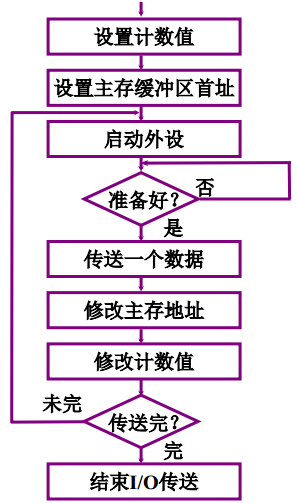 设置计数值
设置主存缓冲区首址
启动外设
准备好？
否
是
传送一个数据
修改主存地址
修改计数值
未完
传送完？
完
结束I/O传送